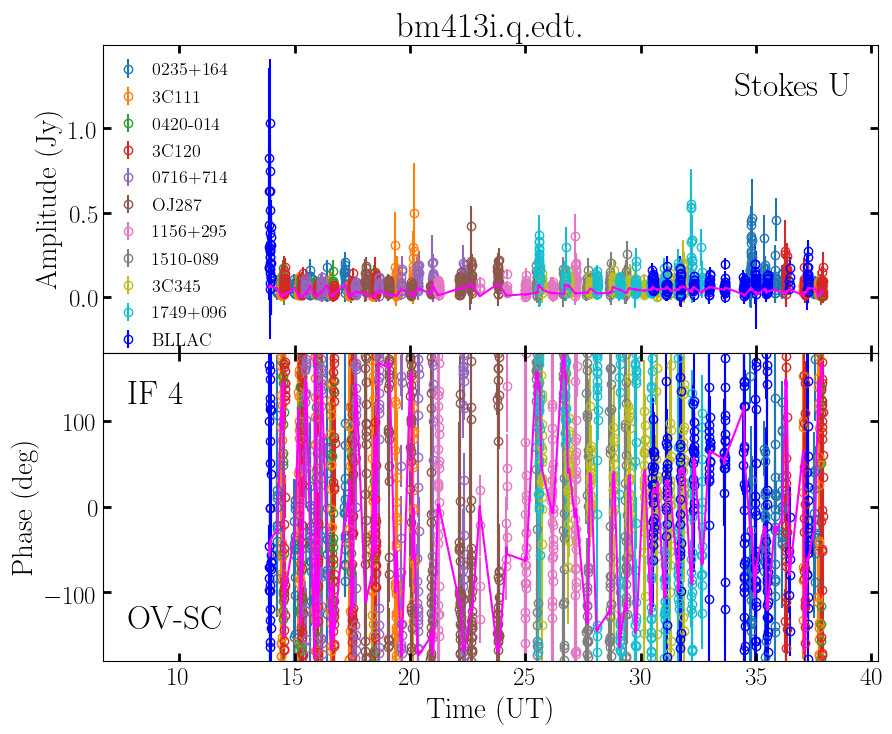 bm413i.q.edt.
Stokes U
0235+164
3C111
0420-014
3C120
0716+714
OJ287
1156+295
1510-089
3C345
1749+096
BLLAC
Amplitude (Jy)
1.0
0.5
0.0
IF 4
OV-SC
Phase (deg)
100
0
−100
10
15
20
25
30
35
40
Time (UT)